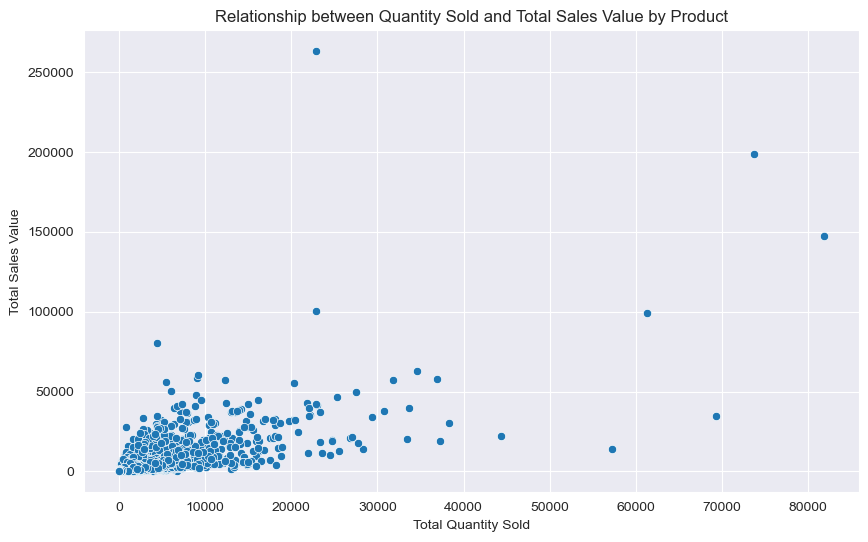 Relationship between Quantity Sold and Total Sales Value by Product
250000
200000
150000
100000
50000
0
Total Sales Value
0 10000 20000 30000 40000 50000 60000 70000 80000
Total Quantity Sold